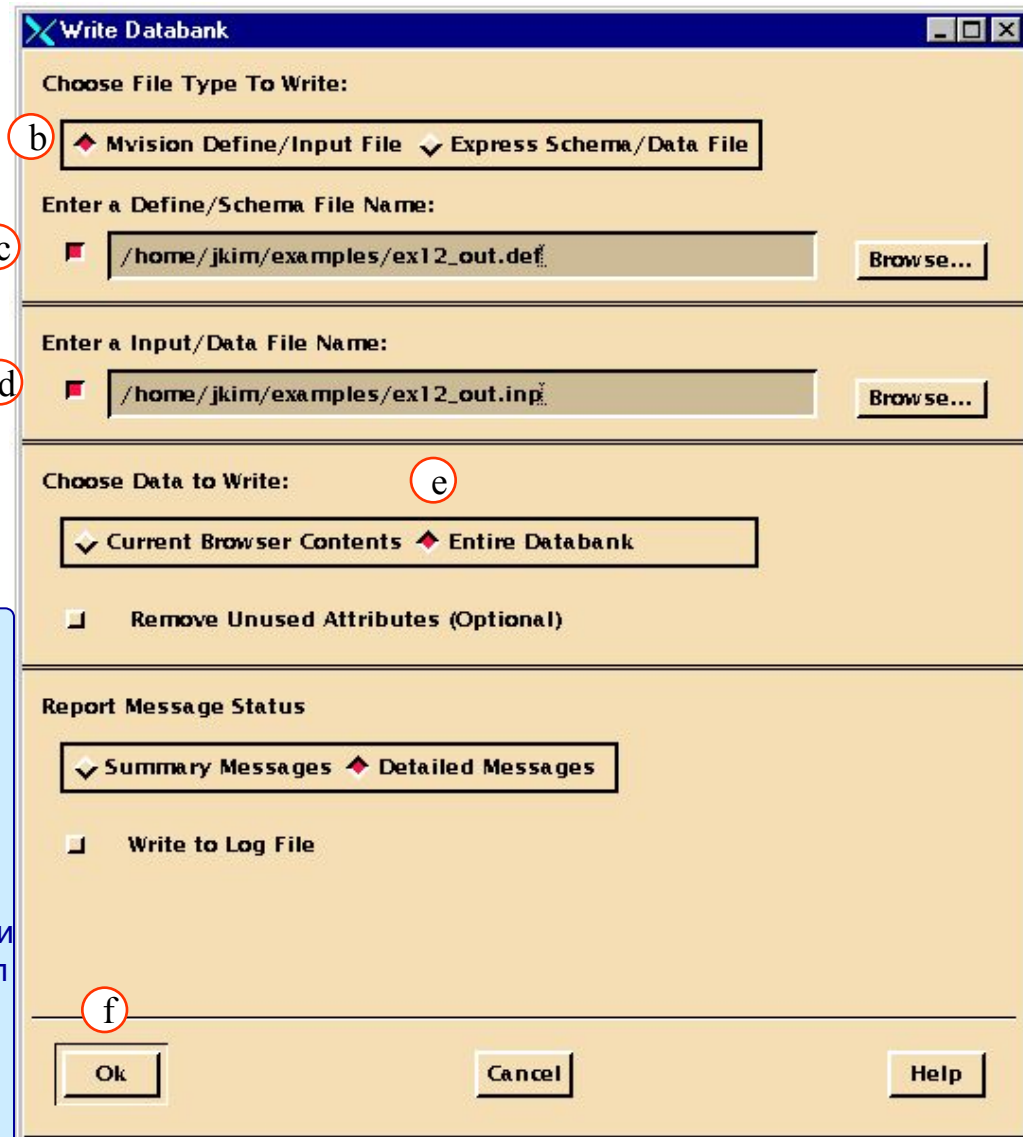 Write Databank
Choose File Type To Write:
b Mvision Define/Input File Express Schema/Data File
Enter a Define/Schema File Name:
c /home/jkim/examples/ex12_out.def Browse...
Enter a Input/Data File Name:
d /home/jkim/examples/ex12_out.inp Browse...
Choose Data to Write:
e
Current Browser Contents Entire Databank
Remove Unused Attributes (Optional)
Report Message Status
Summary Messages Detailed Messages
Write to Log File
и
f
Ok Cancel Help